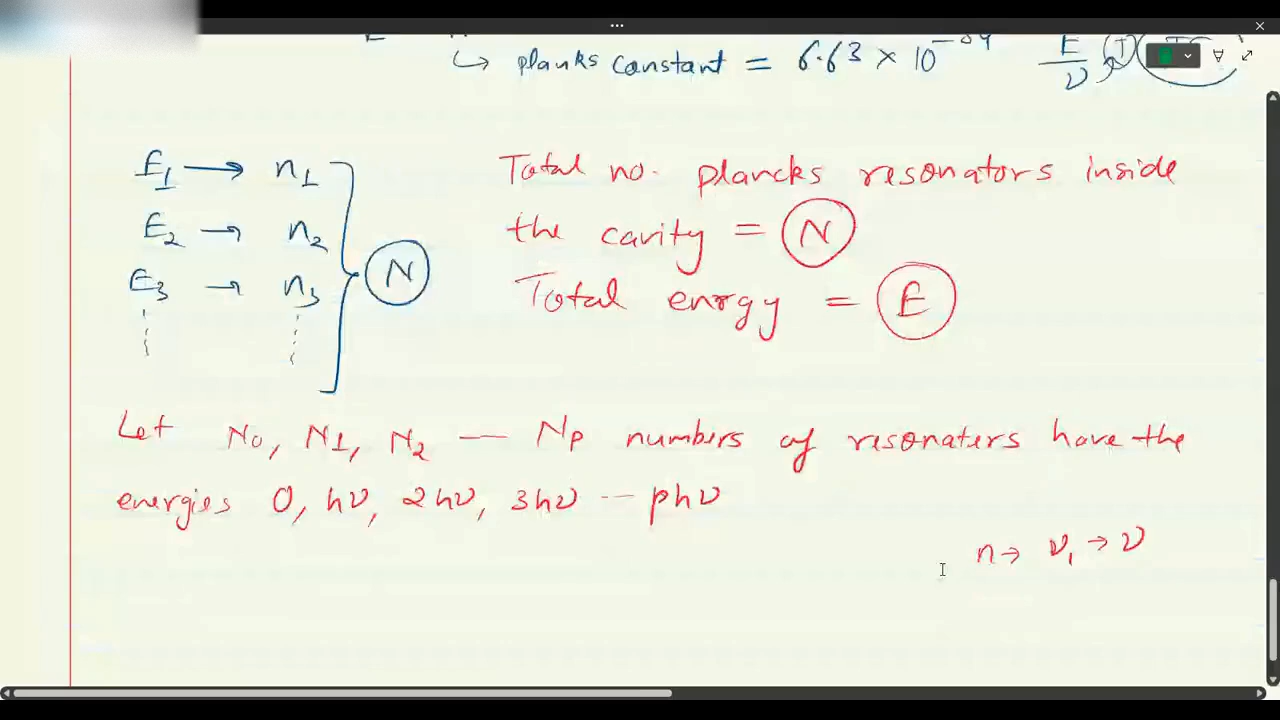 ↳ planks constant = 6.63 × 10
E/ν
E1 → n1
E2 → n2
E3 → n3
N
Total no. plancks resonators inside
the cavity = N
Total enrgy = E
Let N0, N1, N2 — Np numbers of resonaters have the
energies 0, hν, 2hν, 3hν -- phν
n → ν1 → ν